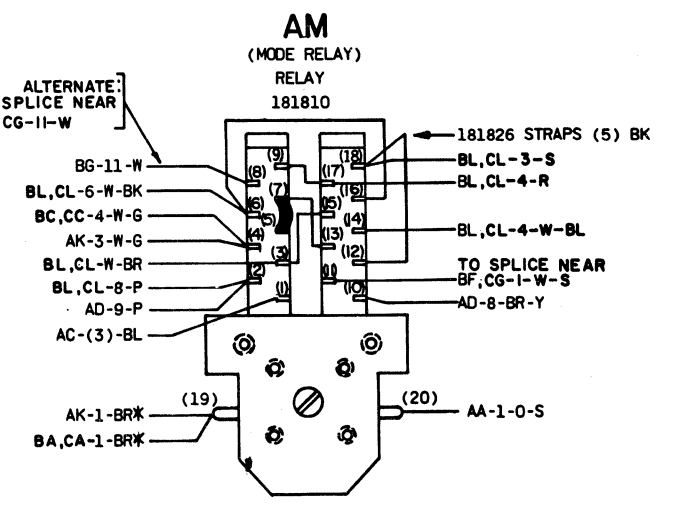 AM
(MODE RELAY)
RELAY
181810
ALTERNATE:
SPLICE NEAR
CG-11-W
181826 STRAPS (5) BK
BG-11-W
BL,CL-6-W-BK
BC,CC-4-W-G
AK-3-W-G
BL,CL-W-BR
BL,CL-8-P
AD-9-P
AC-(3)-BL
(9)
(8)
(7)
(6)
(5)
(4)
(3)
(2)
(1)
(18)
(17)
(16)
(15)
(14)
(13)
(12)
(11)
(10)
BL,CL-3-S
BL,CL-4-R
BL,CL-4-W-BL
TO SPLICE NEAR
BF,CG-1-W-S
AD-8-BR-Y
(19)
(20)
AK-1-BR*
BA,CA-1-BR*
AA-1-O-S